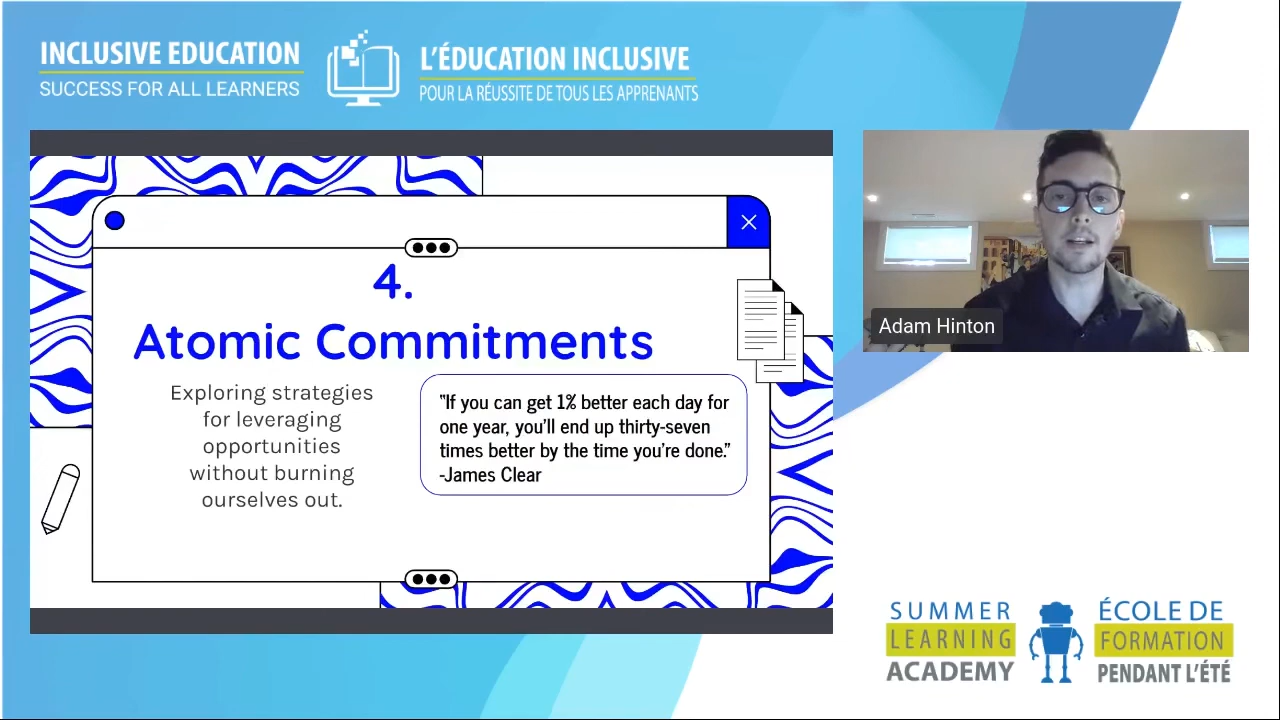 INCLUSIVE EDUCATION
SUCCESS FOR ALL LEARNERS
L'ÉDUCATION INCLUSIVE
POUR LA RÉUSSITE DE TOUS LES APPRENANTS
4.
Atomic Commitments
Exploring strategies
for leveraging
opportunities
without burning
ourselves out.
"If you can get 1% better each day for
one year, you'll end up thirty-seven
times better by the time you're done."
-James Clear
Adam Hinton
SUMMER
LEARNING
ACADEMY
ÉCOLE DE
FORMATION
PENDANT L'ÉTÉ